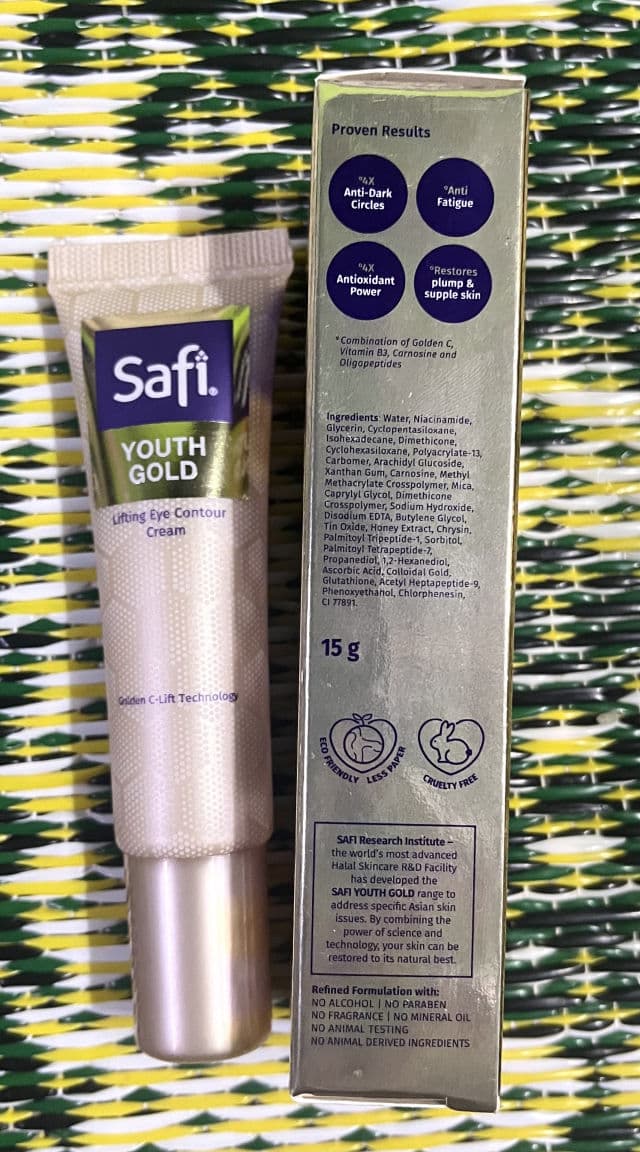 Safi®
YOUTH
GOLD
Lifting Eye Contour
Cream
Golden C-Lift Technology
Proven Results
°4X
Anti-Dark
Circles
°Anti
Fatigue
°4X
Antioxidant
Power
°Restores
plump &
supple skin
°Combination of Golden C,
Vitamin B3, Carnosine and
Oligopeptides
Ingredients: Water, Niacinamide,
Glycerin, Cyclopentasiloxane,
Isohexadecane, Dimethicone,
Cyclohexasiloxane, Polyacrylate-13,
Carbomer, Arachidyl Glucoside,
Xanthan Gum, Carnosine, Methyl
Methacrylate Crosspolymer, Mica,
Caprylyl Glycol, Dimethicone
Crosspolymer, Sodium Hydroxide,
Disodium EDTA, Butylene Glycol,
Tin Oxide, Honey Extract, Chrysin,
Palmitoyl Tripeptide-1, Sorbitol,
Palmitoyl Tetrapeptide-7,
Propanediol, 1,2-Hexanediol,
Ascorbic Acid, Colloidal Gold,
Glutathione, Acetyl Heptapeptide-9,
Phenoxyethanol, Chlorphenesin,
CI 77891.
15 g
ECO FRIENDLY LESS PAPER
CRUELTY FREE
SAFI Research Institute –
the world's most advanced
Halal Skincare R&D Facility
has developed the
SAFI YOUTH GOLD range to
address specific Asian skin
issues. By combining the
power of science and
technology, your skin can be
restored to its natural best.
Refined Formulation with:
NO ALCOHOL | NO PARABEN
NO FRAGRANCE | NO MINERAL OIL
NO ANIMAL TESTING
NO ANIMAL DERIVED INGREDIENTS